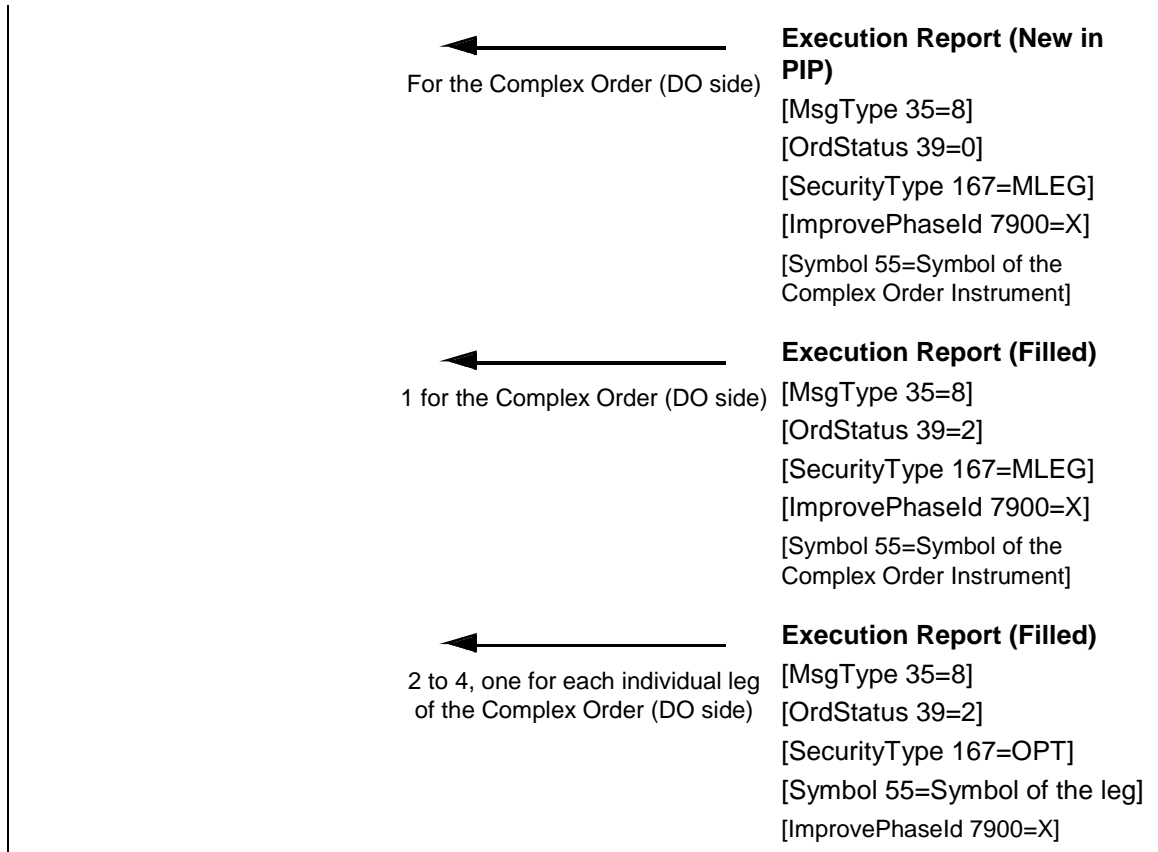 Execution Report (New in
PIP)
For the Complex Order (DO side)
[MsgType 35=8]
[OrdStatus 39=0]
[SecurityType 167=MLEG]
[ImprovePhaseId 7900=X]
[Symbol 55=Symbol of the
Complex Order Instrument]
Execution Report (Filled)
1 for the Complex Order (DO side)
[MsgType 35=8]
[OrdStatus 39=2]
[SecurityType 167=MLEG]
[ImprovePhaseId 7900=X]
[Symbol 55=Symbol of the
Complex Order Instrument]
Execution Report (Filled)
2 to 4, one for each individual leg
of the Complex Order (DO side)
[MsgType 35=8]
[OrdStatus 39=2]
[SecurityType 167=OPT]
[Symbol 55=Symbol of the leg]
[ImprovePhaseId 7900=X]